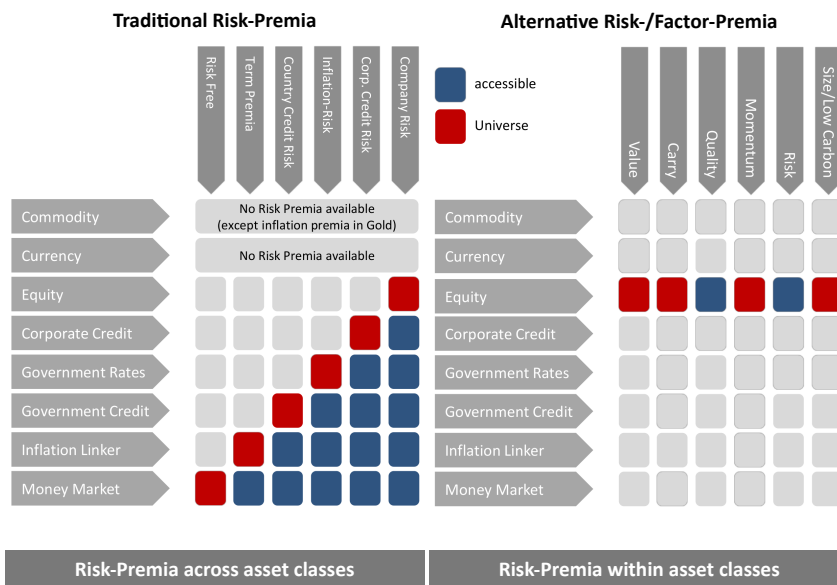 Traditional Risk-Premia
Alternative Risk-/Factor-Premia
Risk Free
Term Premia
Country Credit Risk
Inflation-Risk
Corp. Credit Risk
Company Risk
accessible
Universe
Value
Carry
Quality
Momentum
Risk
Size/Low Carbon
Commodity
No Risk Premia available
(except inflation premia in Gold)
Commodity
Currency
No Risk Premia available
Currency
Equity
Equity
Corporate Credit
Corporate Credit
Government Rates
Government Rates
Government Credit
Government Credit
Inflation Linker
Inflation Linker
Money Market
Money Market
Risk-Premia across asset classes
Risk-Premia within asset classes